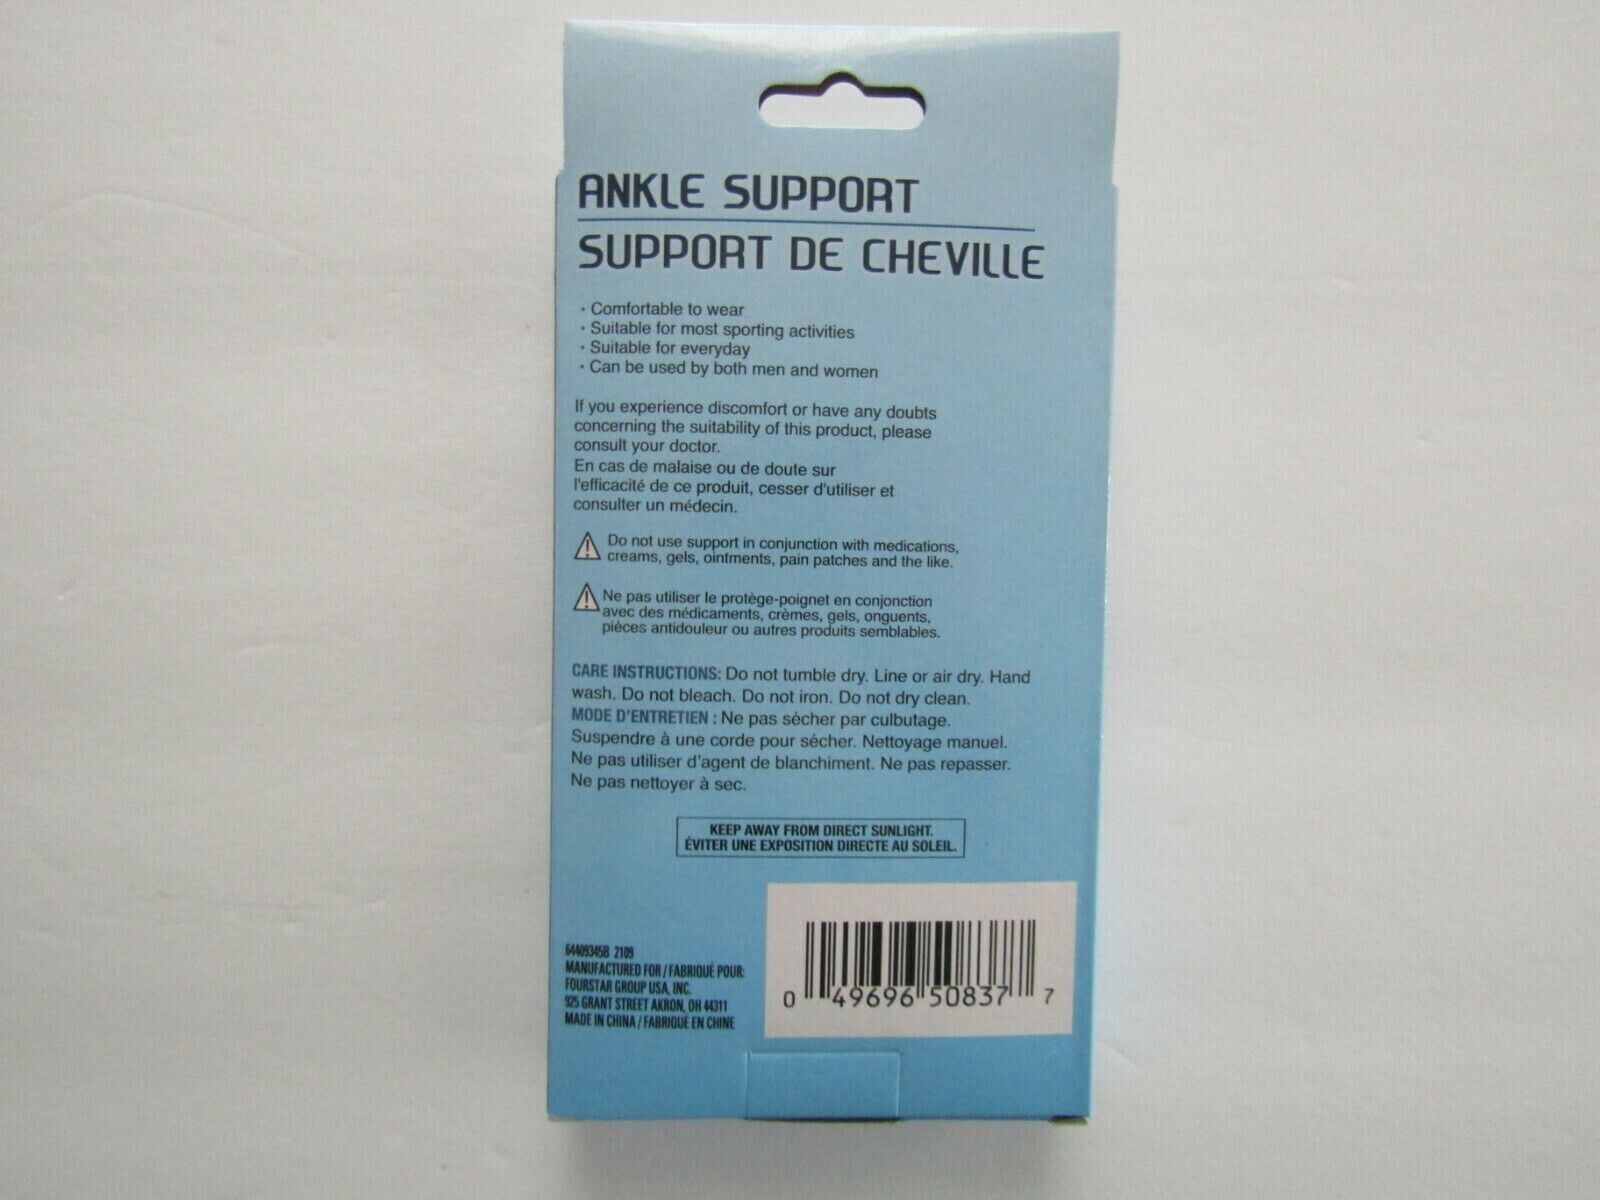 ANKLE SUPPORT
SUPPORT DE CHEVILLE
• Comfortable to wear
• Suitable for most sporting activities
• Suitable for everyday
• Can be used by both men and women
If you experience discomfort or have any doubts
concerning the suitability of this product, please
consult your doctor.
En cas de malaise ou de doute sur
l'efficacité de ce produit, cesser d'utiliser et
consulter un médecin.
Do not use support in conjunction with medications,
creams, gels, ointments, pain patches and the like.
Ne pas utiliser le protège-poignet en conjonction
avec des médicaments, crèmes, gels, onguents,
pièces antidouleur ou autres produits semblables.
CARE INSTRUCTIONS: Do not tumble dry. Line or air dry. Hand
wash. Do not bleach. Do not iron. Do not dry clean.
MODE D'ENTRETIEN : Ne pas sécher par culbutage.
Suspendre à une corde pour sécher. Nettoyage manuel.
Ne pas utiliser d'agent de blanchiment. Ne pas repasser.
Ne pas nettoyer à sec.
KEEP AWAY FROM DIRECT SUNLIGHT.
ÉVITER UNE EXPOSITION DIRECTE AU SOLEIL.
64409345B 2109
MANUFACTURED FOR / FABRIQUÉ POUR:
FOURSTAR GROUP USA, INC.
925 GRANT STREET AKRON, OH 44311
MADE IN CHINA / FABRIQUÉ EN CHINE
0 49696 50837 7